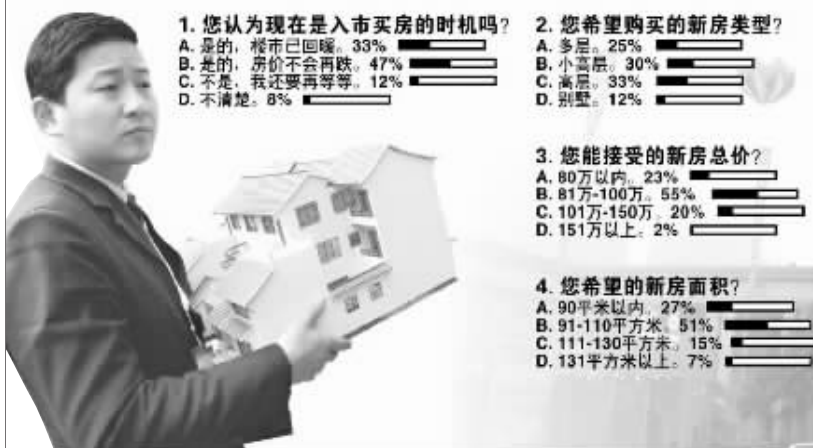 1. 您认为现在是入市买房的时机吗?
A. 是的，楼市已回暖。33%
B. 是的，房价不会再跌。47%
C. 不是，我还要再等等。12%
D. 不清楚。8%
2. 您希望购买的新房类型?
A. 多层。25%
B. 小高层。30%
C. 高层。33%
D. 别墅。12%
3. 您能接受的新房总价?
A. 80万以内。23%
B. 81万-100万。55%
C. 101万-150万。20%
D. 151万以上。2%
4. 您希望的新房面积?
A. 90平米以内。27%
B. 91-110平方米。51%
C. 111-130平方米。15%
D. 131平方米以上。7%